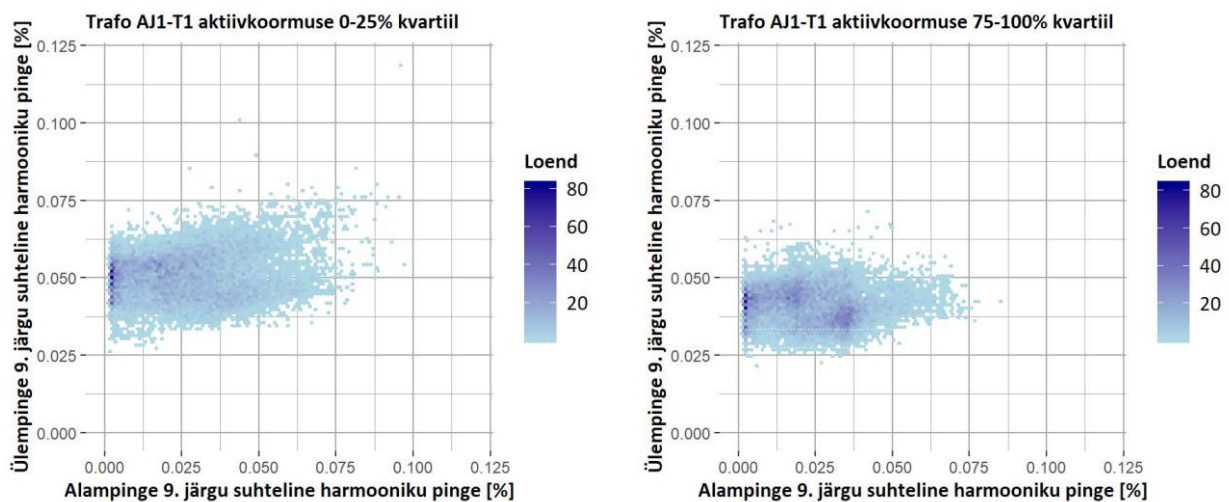 Trafo AJ1-T1 aktiivkoormuse 0-25% kvartiil
Ülempinge 9. järgu suhteline harmooniku pinge [%]
0.125
0.100
0.075
0.050
0.025
0.000
0.000 0.025 0.050 0.075 0.100 0.125
Alampinge 9. järgu suhteline harmooniku pinge [%]
Loend
80
60
40
20
Trafo AJ1-T1 aktiivkoormuse 75-100% kvartiil
Ülempinge 9. järgu suhteline harmooniku pinge [%]
0.125
0.100
0.075
0.050
0.025
0.000
0.000 0.025 0.050 0.075 0.100 0.125
Alampinge 9. järgu suhteline harmooniku pinge [%]
Loend
80
60
40
20